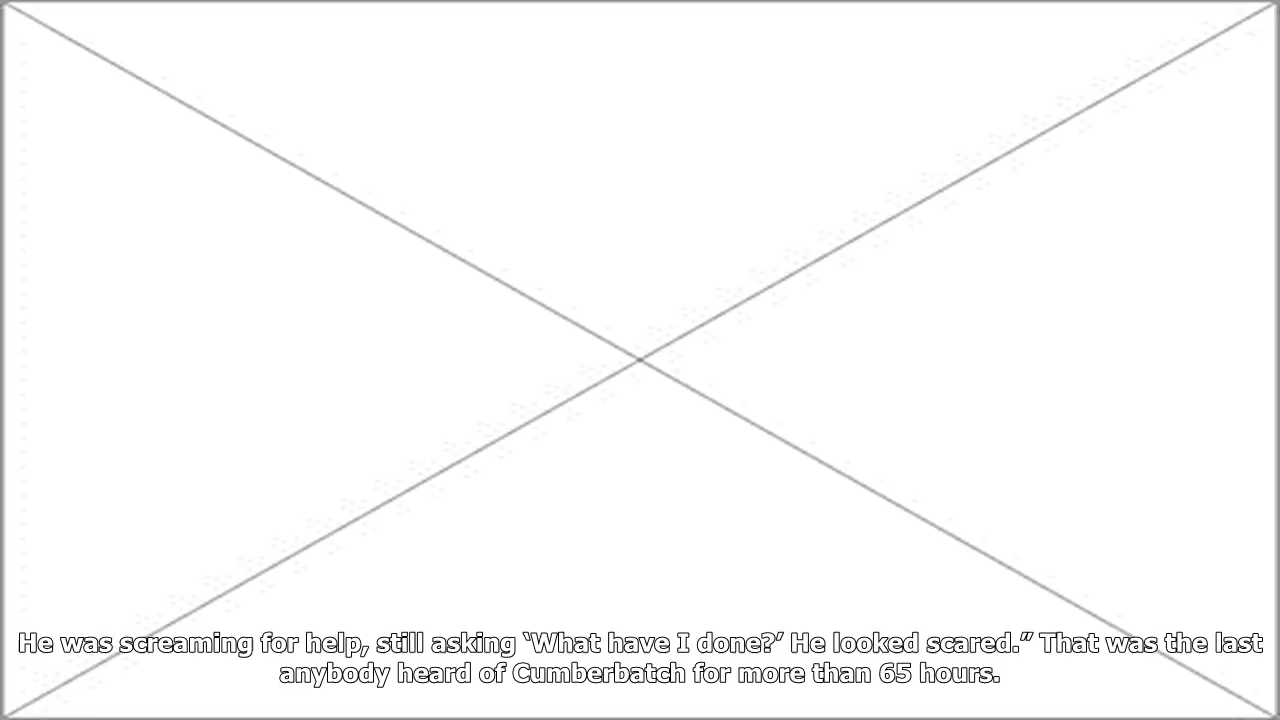 He was screaming for help, still asking ‘What have I done?’ He looked scared.” That was the last
anybody heard of Cumberbatch for more than 65 hours.